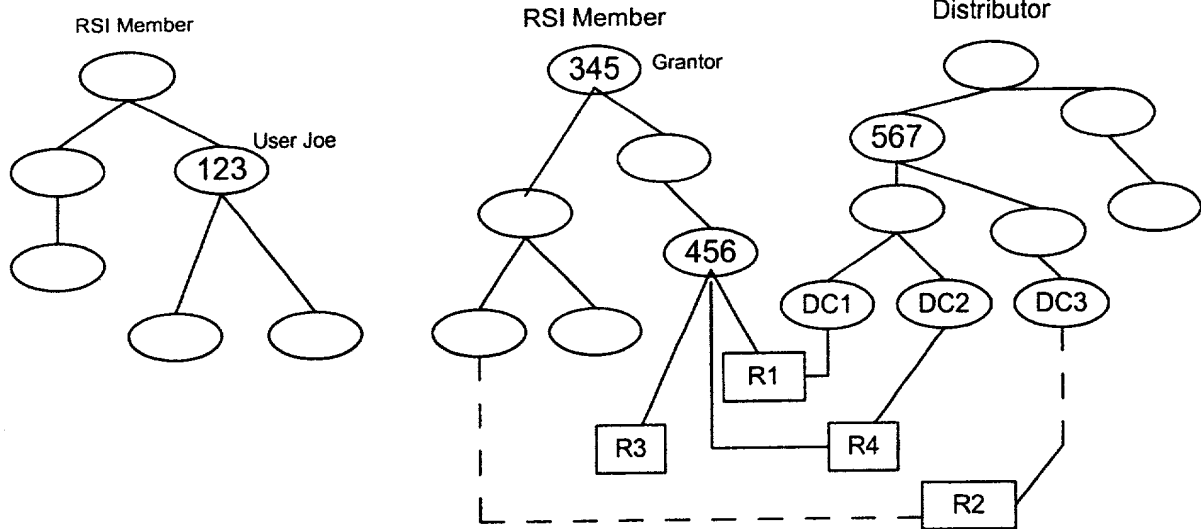 RSI Member
RSI Member
Distributor
345
Grantor
User Joe
123
567
456
DC1
DC2
DC3
R1
R3
R4
R2